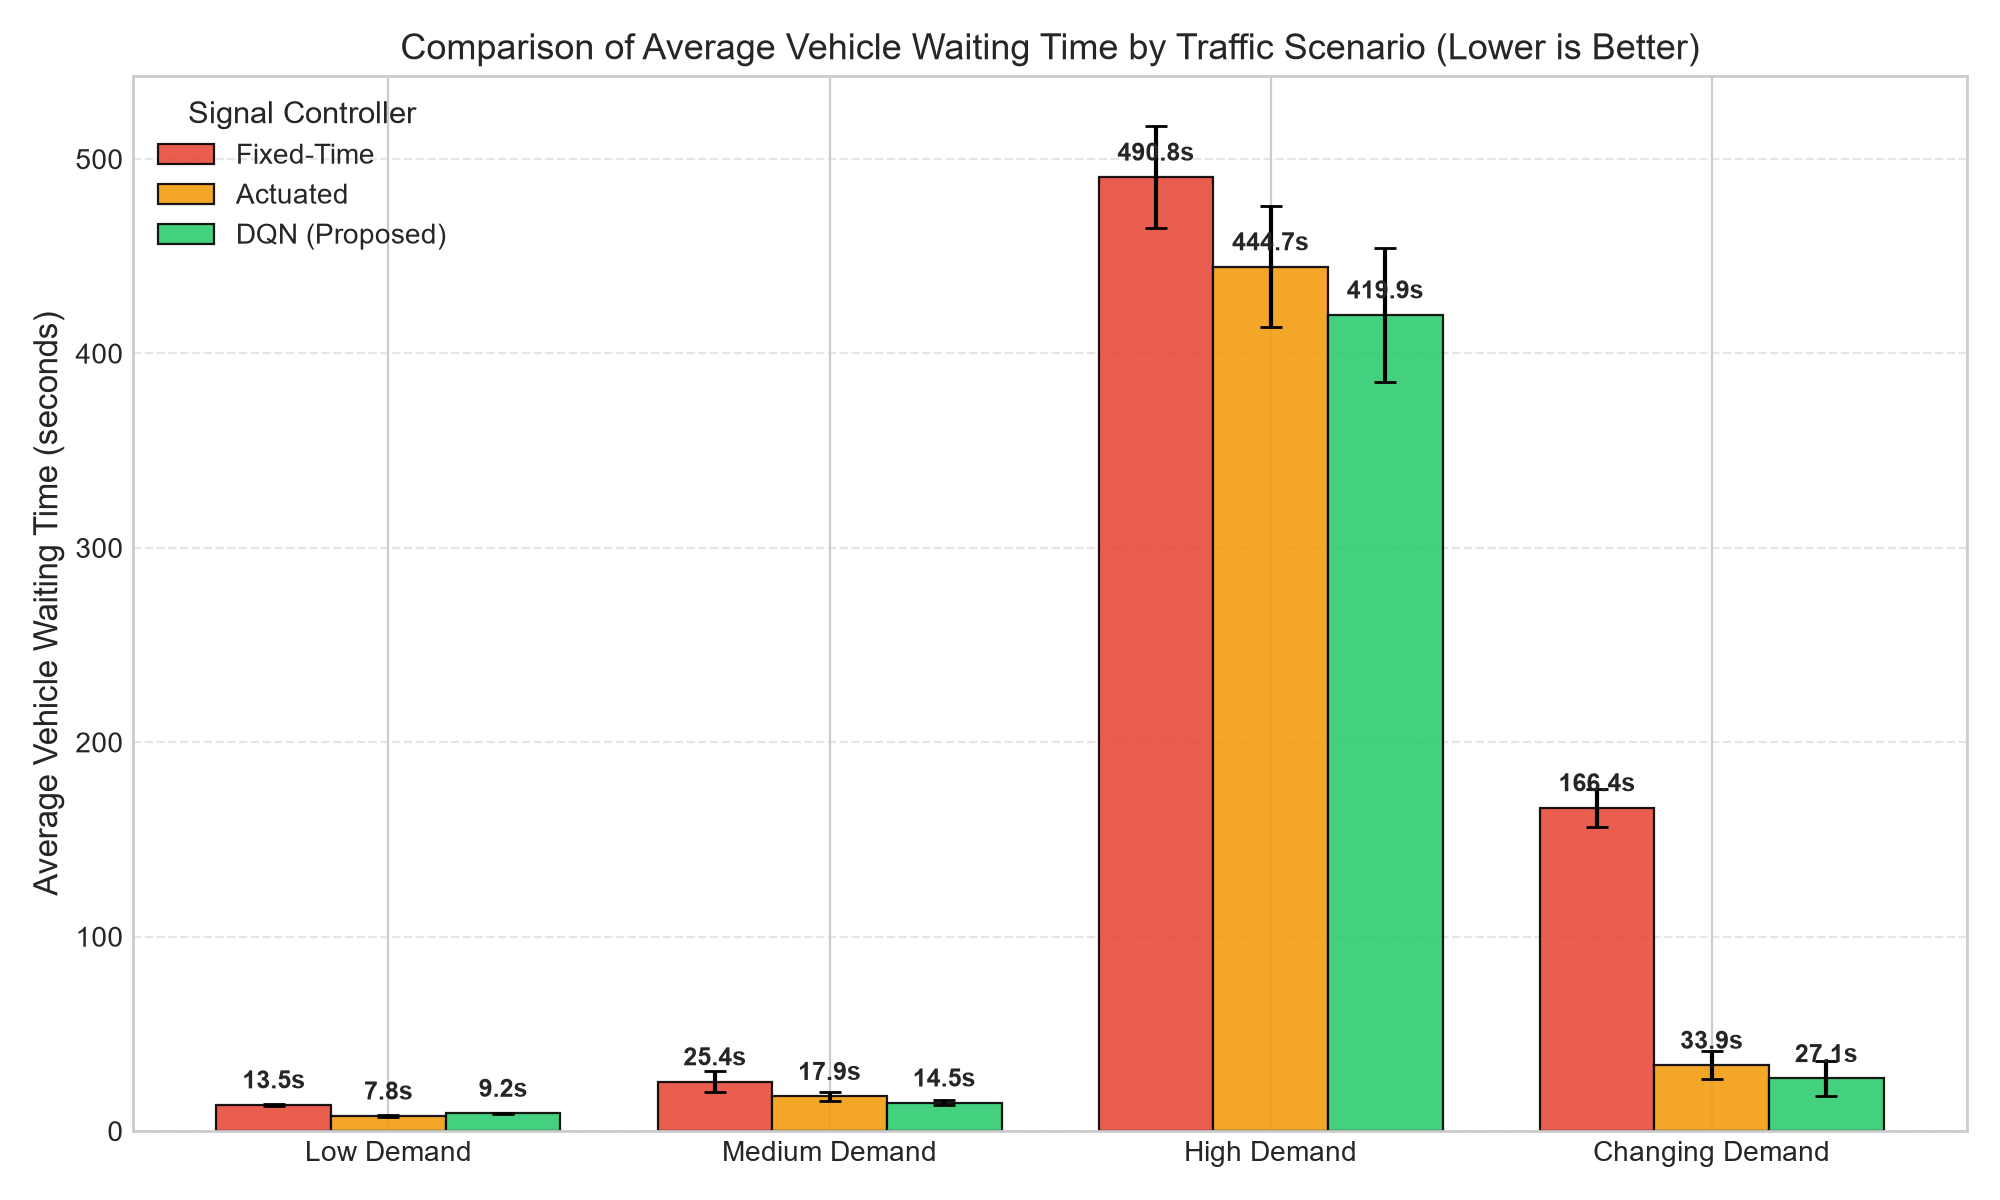 Comparison of Average Vehicle Waiting Time by Traffic Scenario (Lower is Better)
Signal Controller
Fixed-Time
Actuated
DQN (Proposed)
Average Vehicle Waiting Time (seconds)
500
400
300
200
100
0
13.5s
7.8s
9.2s
25.4s
17.9s
14.5s
490.8s
444.7s
419.9s
166.4s
33.9s
27.1s
Low Demand
Medium Demand
High Demand
Changing Demand